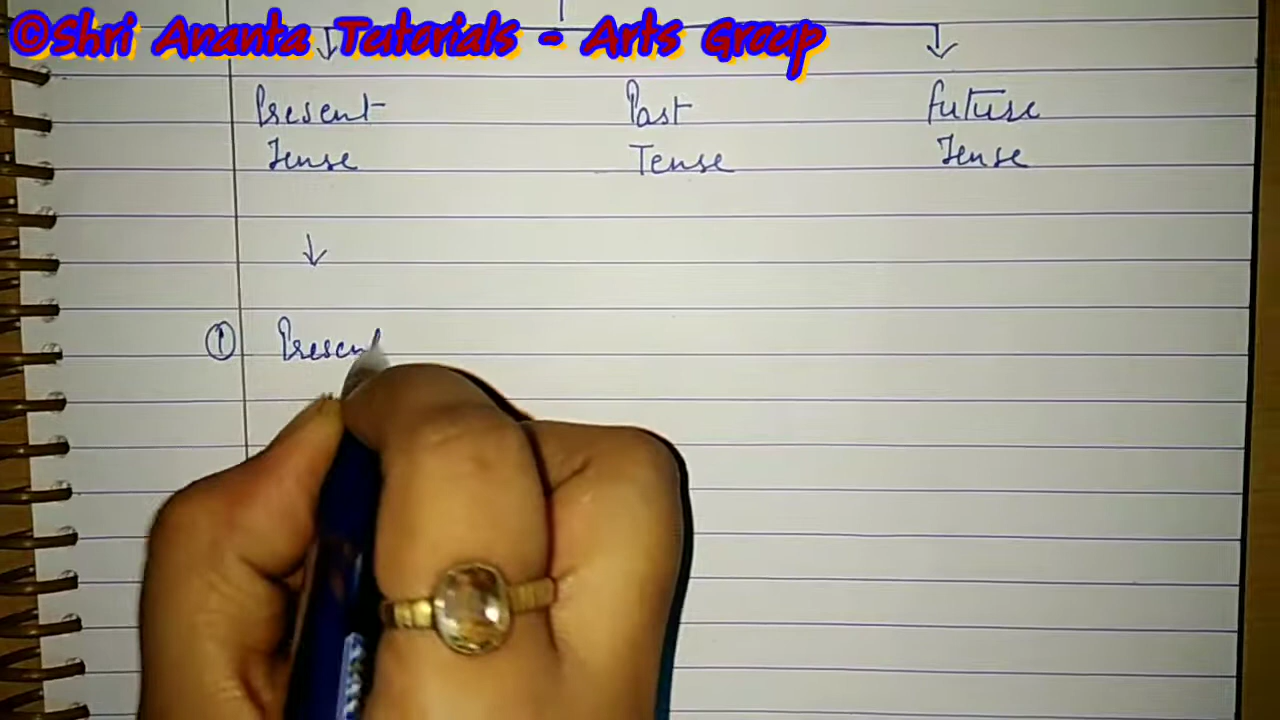 ©Shri Ananta Tutorials - Arts Group
Present Past Future
Tense Tense Tense
① Present